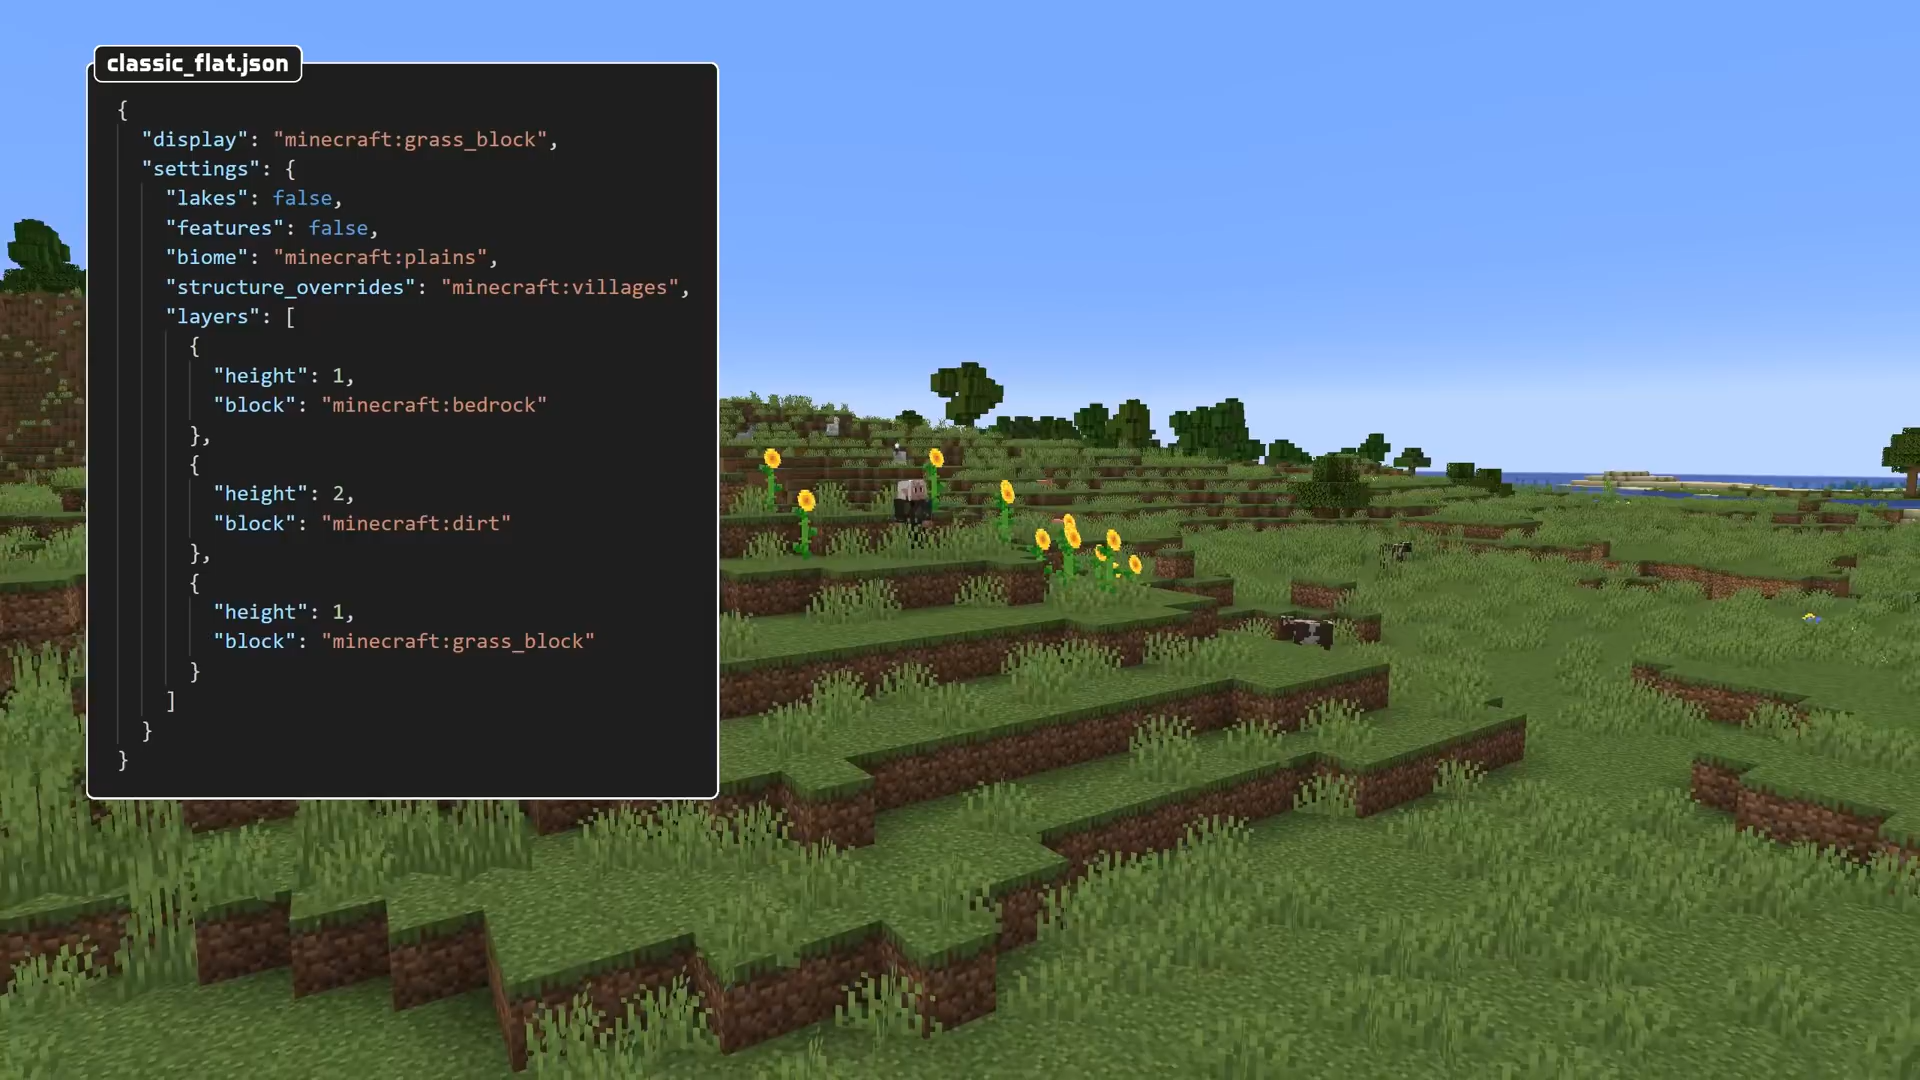 classic_flat.json
{
"display": "minecraft:grass_block",
"settings": {
"lakes": false,
"features": false,
"biome": "minecraft:plains",
"structure_overrides": "minecraft:villages",
"layers": [
{
"height": 1,
"block": "minecraft:bedrock"
},
{
"height": 2,
"block": "minecraft:dirt"
},
{
"height": 1,
"block": "minecraft:grass_block"
}
]
}
}